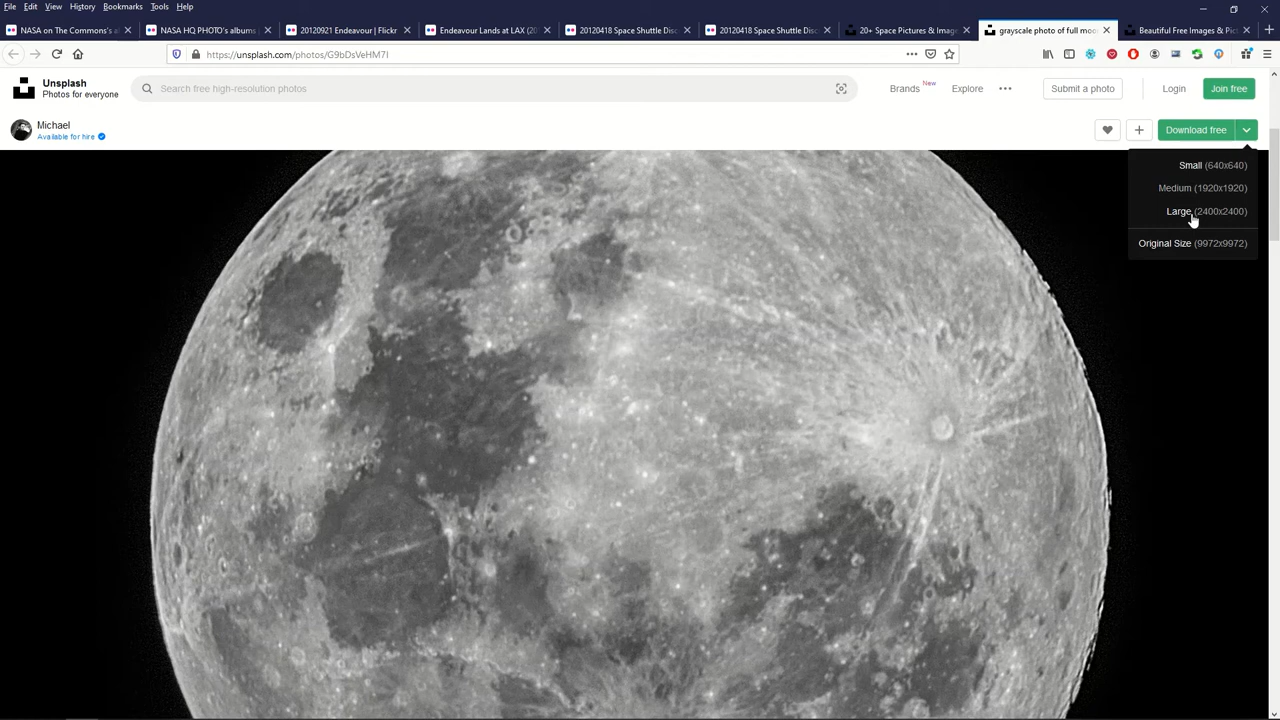 File Edit View History Bookmarks Tools Help
NASA on The Commons's al
NASA HQ PHOTO's albums |
20120921 Endeavour | Flickr
Endeavour Lands at LAX (20
20120418 Space Shuttle Disc
20120418 Space Shuttle Disc
20+ Space Pictures & Image
grayscale photo of full moo
Beautiful Free Images & Pic
https://unsplash.com/photos/G9bDsVeHM7I
Unsplash
Photos for everyone
Search free high-resolution photos
Brands New
Explore
Submit a photo
Login
Join free
Michael
Available for hire
Download free
Small (640x640)
Medium (1920x1920)
Large (2400x2400)
Original Size (9972x9972)